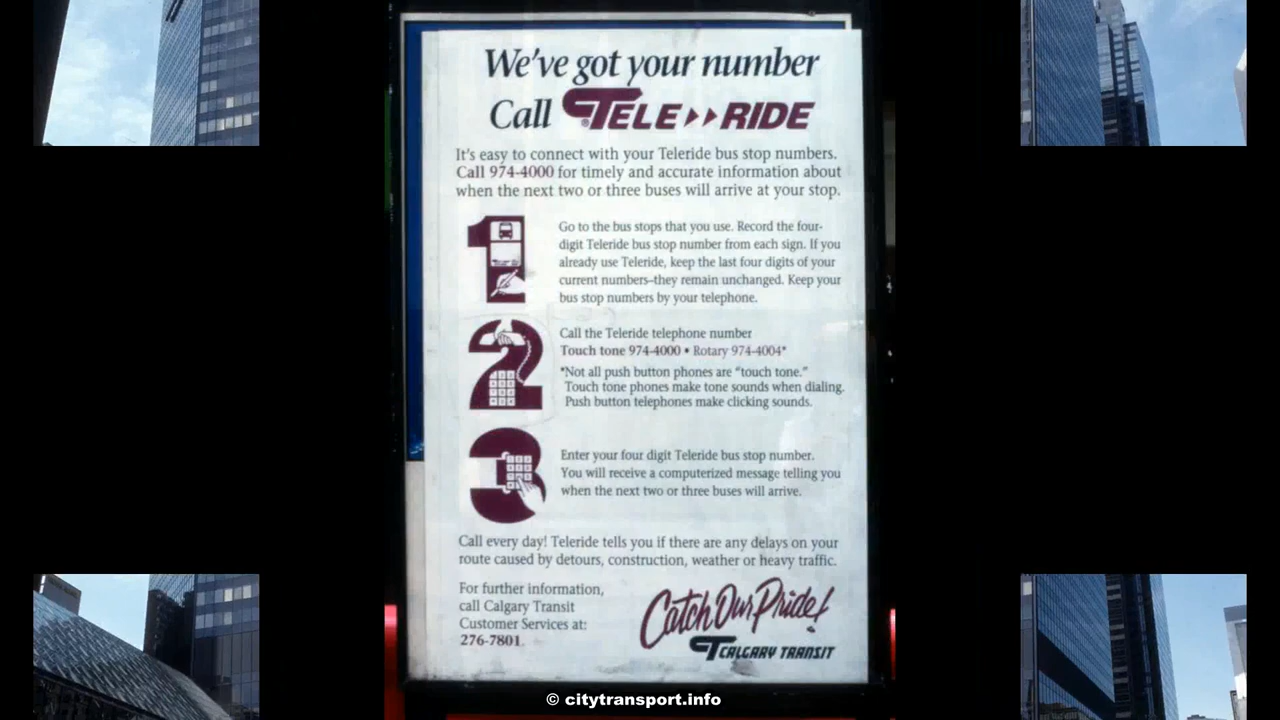 We've got your number
Call TELE RIDE
It's easy to connect with your Teleride bus stop numbers.
Call 974-4000 for timely and accurate information about
when the next two or three buses will arrive at your stop.
1
Go to the bus stops that you use. Record the four-
digit Teleride bus stop number from each sign. If you
already use Teleride, keep the last four digits of your
current numbers–they remain unchanged. Keep your
bus stop numbers by your telephone.
2
Call the Teleride telephone number
Touch tone 974-4000 • Rotary 974-4004*
*Not all push button phones are “touch tone.”
Touch tone phones make tone sounds when dialing.
Push button telephones make clicking sounds.
3
Enter your four digit Teleride bus stop number.
You will receive a computerized message telling you
when the next two or three buses will arrive.
Call every day! Teleride tells you if there are any delays on your
route caused by detours, construction, weather or heavy traffic.
For further information,
call Calgary Transit
Customer Services at:
276-7801
Catch Our Pride!
CALGARY TRANSIT
© citytransport.info